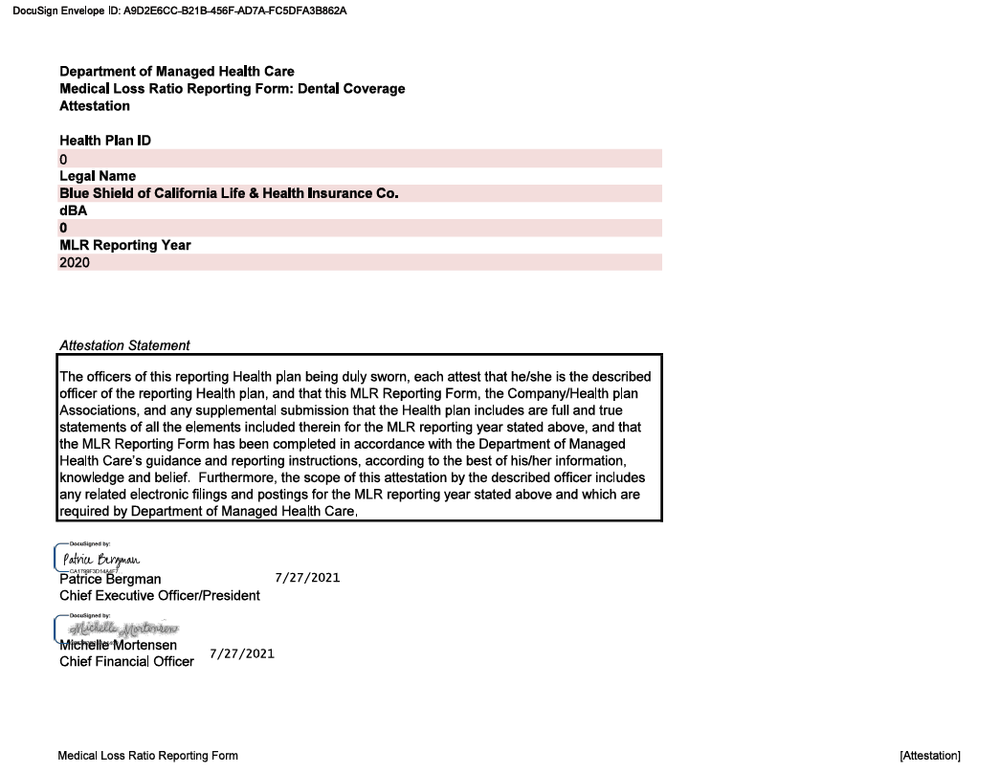 DocuSign Envelope ID: A9D2E6CC-B21B-456F-AD7A-FC5DFA3B862A
Department of Managed Health Care
Medical Loss Ratio Reporting Form: Dental Coverage
Attestation
Health Plan ID
0
Legal Name
Blue Shield of California Life & Health Insurance Co.
dBA
0
MLR Reporting Year
2020
Attestation Statement
The officers of this reporting Health plan being duly sworn, each attest that he/she is the described
officer of the reporting Health plan, and that this MLR Reporting Form, the Company/Health plan
Associations, and any supplemental submission that the Health plan includes are full and true
statements of all the elements included therein for the MLR reporting year stated above, and that
the MLR Reporting Form has been completed in accordance with the Department of Managed
Health Care's guidance and reporting instructions, according to the best of his/her information,
knowledge and belief.  Furthermore, the scope of this attestation by the described officer includes
any related electronic filings and postings for the MLR reporting year stated above and which are
required by Department of Managed Health Care.
DocuSigned by:
Patrice Bergman
Patrice Bergman 7/27/2021
Chief Executive Officer/President
DocuSigned by:
Michelle Mortensen
Michelle Mortensen
Chief Financial Officer 7/27/2021
Medical Loss Ratio Reporting Form [Attestation]